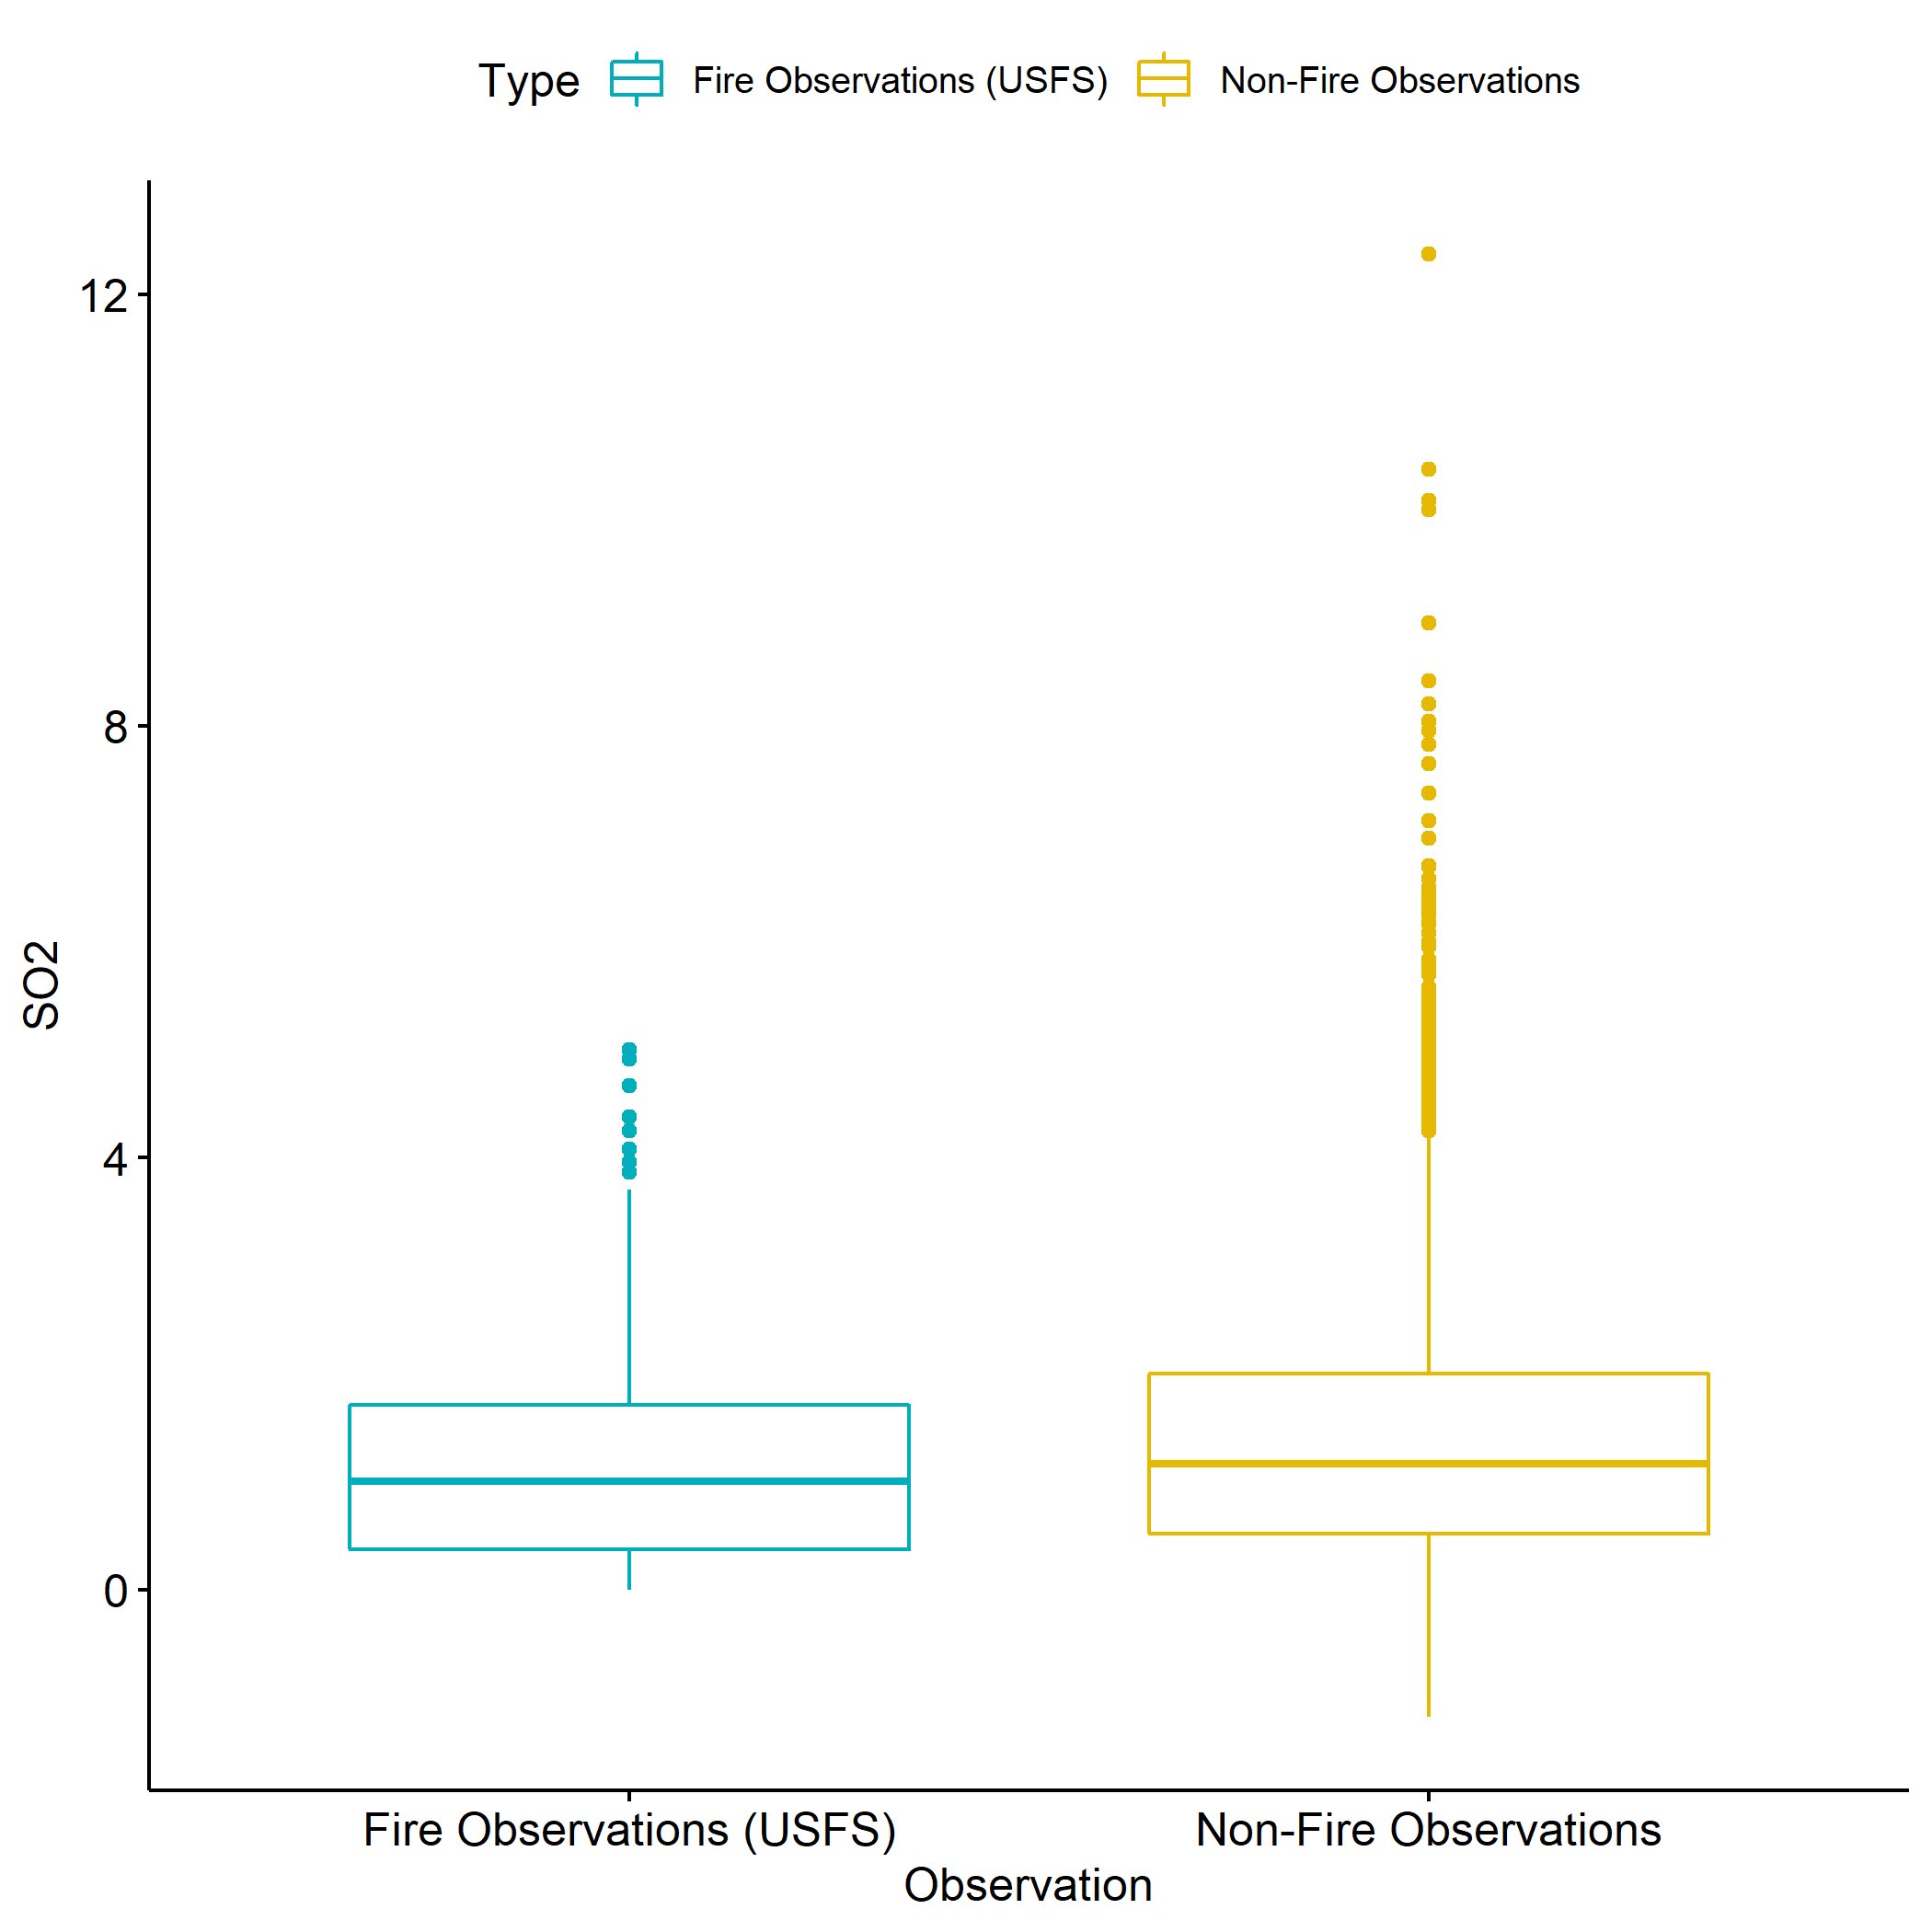 Type Fire Observations (USFS) Non-Fire Observations
12
8
4
0
SO2
Fire Observations (USFS) Non-Fire Observations
Observation